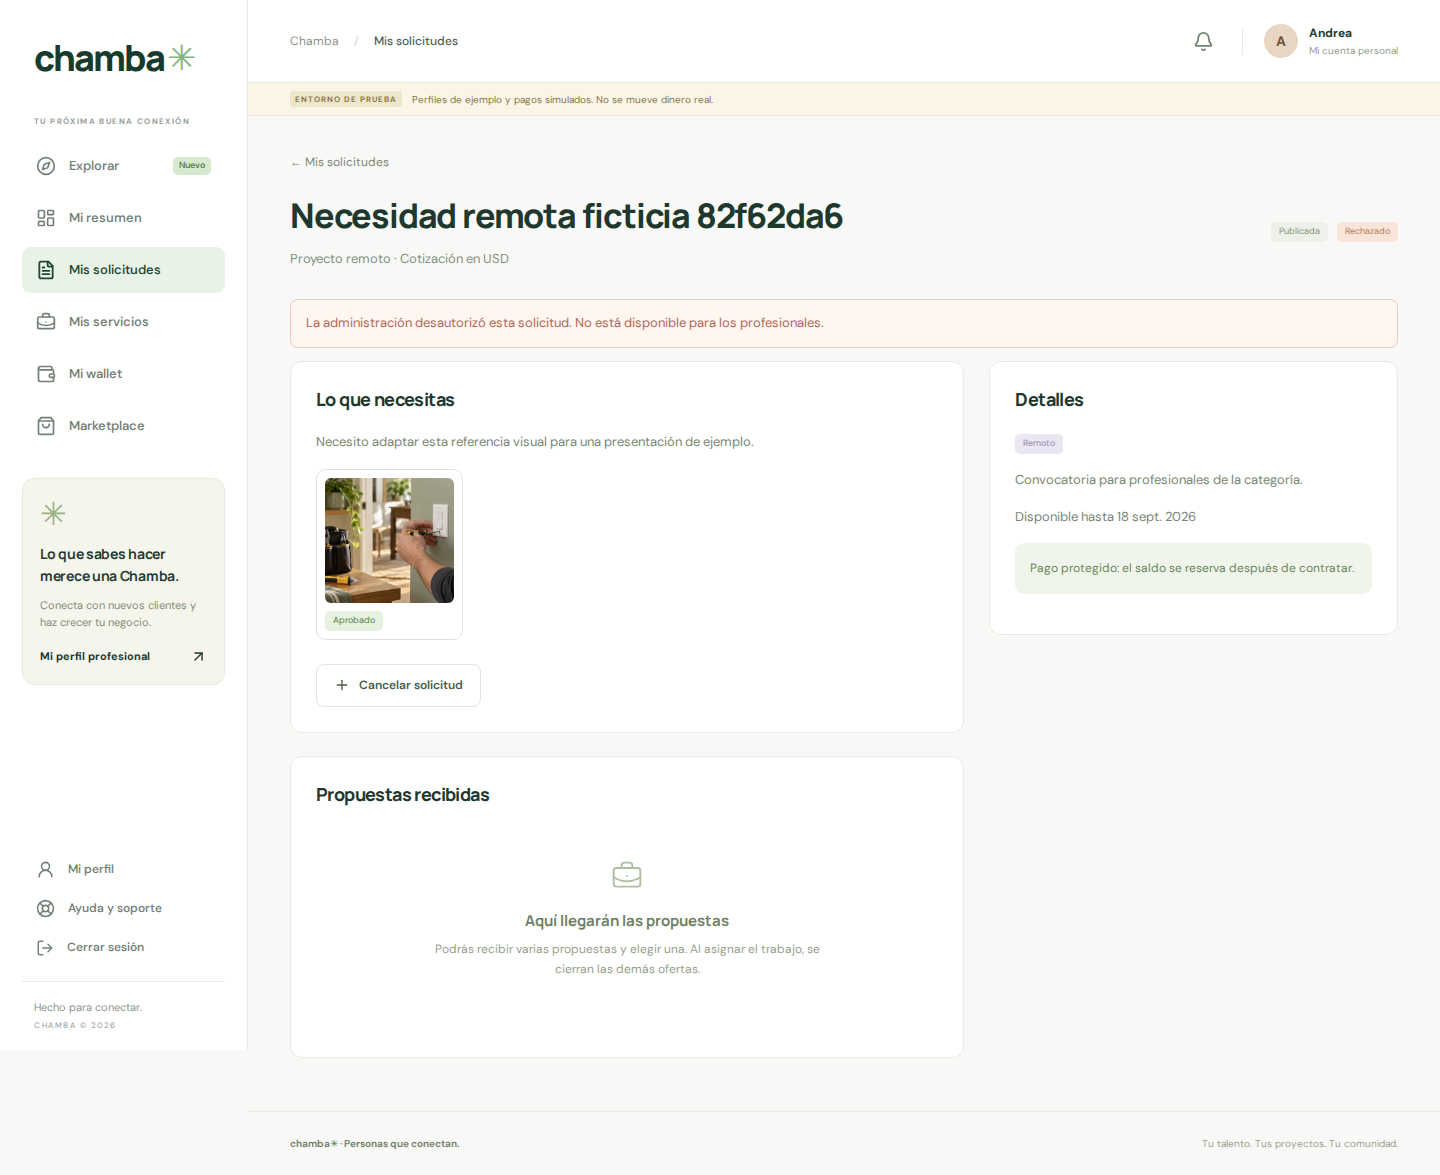 chamba
TU PRÓXIMA BUENA CONEXIÓN
Explorar
Nuevo
Mi resumen
Mis solicitudes
Mis servicios
Mi wallet
Marketplace
Lo que sabes hacer
merece una Chamba.
Conecta con nuevos clientes y
haz crecer tu negocio.
Mi perfil profesional
Mi perfil
Ayuda y soporte
Cerrar sesión
Hecho para conectar.
CHAMBA © 2026
Chamba / Mis solicitudes
A
Andrea
Mi cuenta personal
ENTORNO DE PRUEBA Perfiles de ejemplo y pagos simulados. No se mueve dinero real.
← Mis solicitudes
Necesidad remota ficticia 82f62da6
Proyecto remoto · Cotización en USD
Publicada
Rechazado
La administración desautorizó esta solicitud. No está disponible para los profesionales.
Lo que necesitas
Necesito adaptar esta referencia visual para una presentación de ejemplo.
Aprobado
Cancelar solicitud
Detalles
Remoto
Convocatoria para profesionales de la categoría.
Disponible hasta 18 sept. 2026
Pago protegido: el saldo se reserva después de contratar.
Propuestas recibidas
Aquí llegarán las propuestas
Podrás recibir varias propuestas y elegir una. Al asignar el trabajo, se
cierran las demás ofertas.
chamba✳ · Personas que conectan.
Tu talento. Tus proyectos. Tu comunidad.